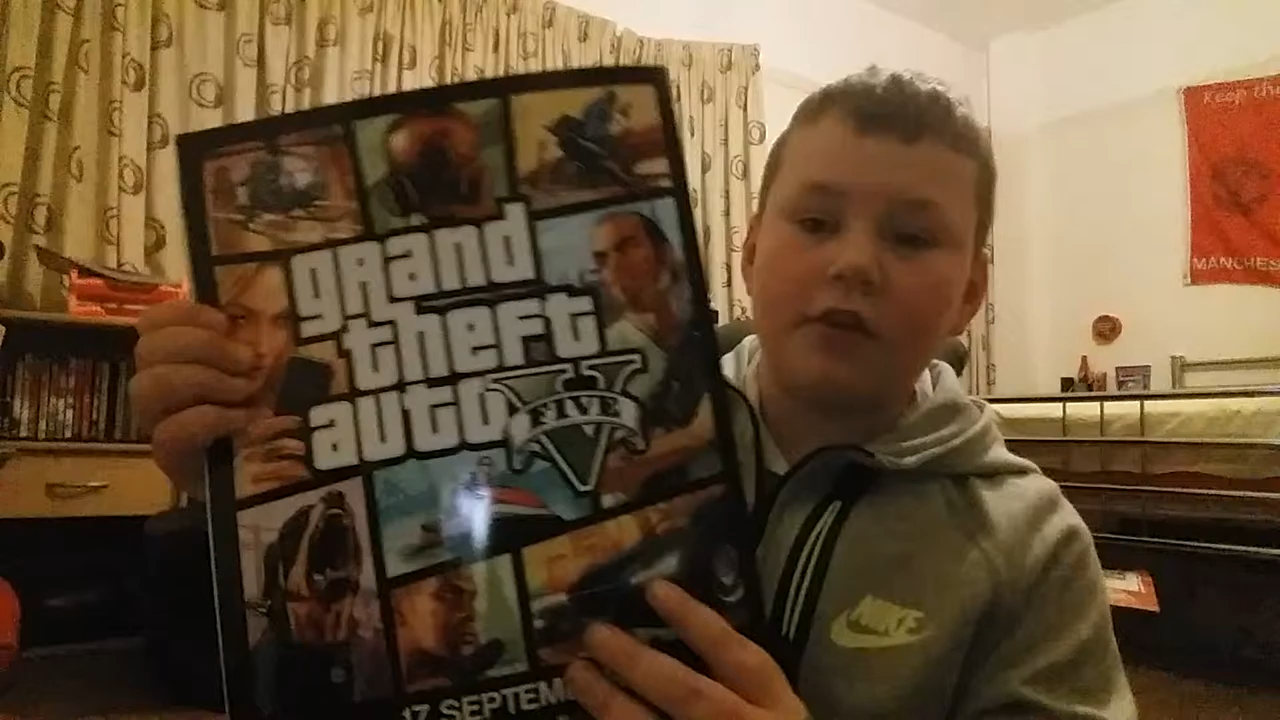 grand
theft
auto V
FIVE
17 SEPTEM
Keep the
MANCHES
NIKE